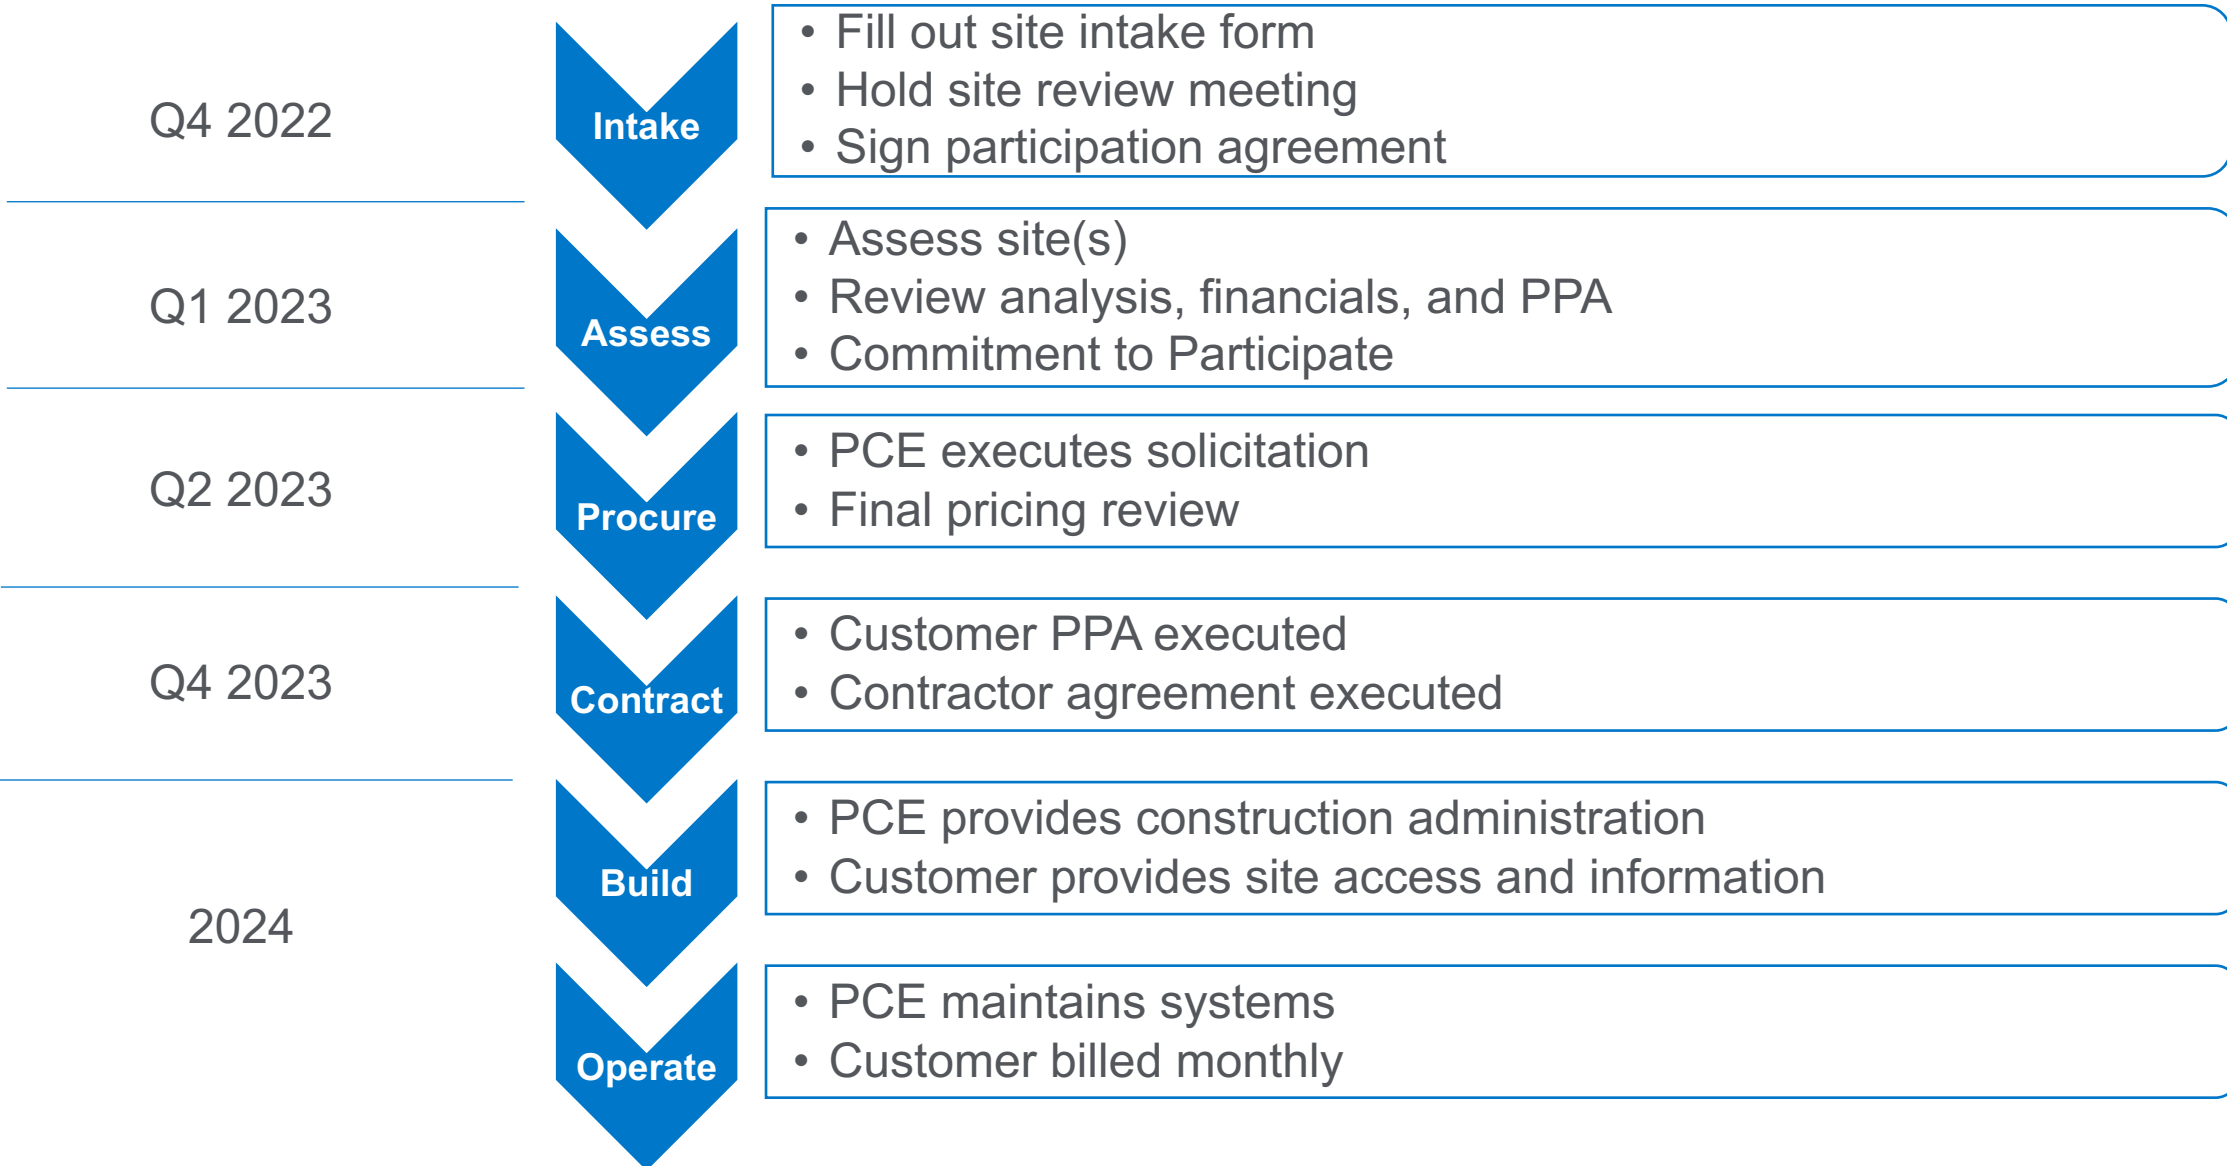 Q4 2022
Intake
• Fill out site intake form
• Hold site review meeting
• Sign participation agreement
Q1 2023
Assess
• Assess site(s)
• Review analysis, financials, and PPA
• Commitment to Participate
Q2 2023
Procure
• PCE executes solicitation
• Final pricing review
Q4 2023
Contract
• Customer PPA executed
• Contractor agreement executed
2024
Build
• PCE provides construction administration
• Customer provides site access and information
Operate
• PCE maintains systems
• Customer billed monthly